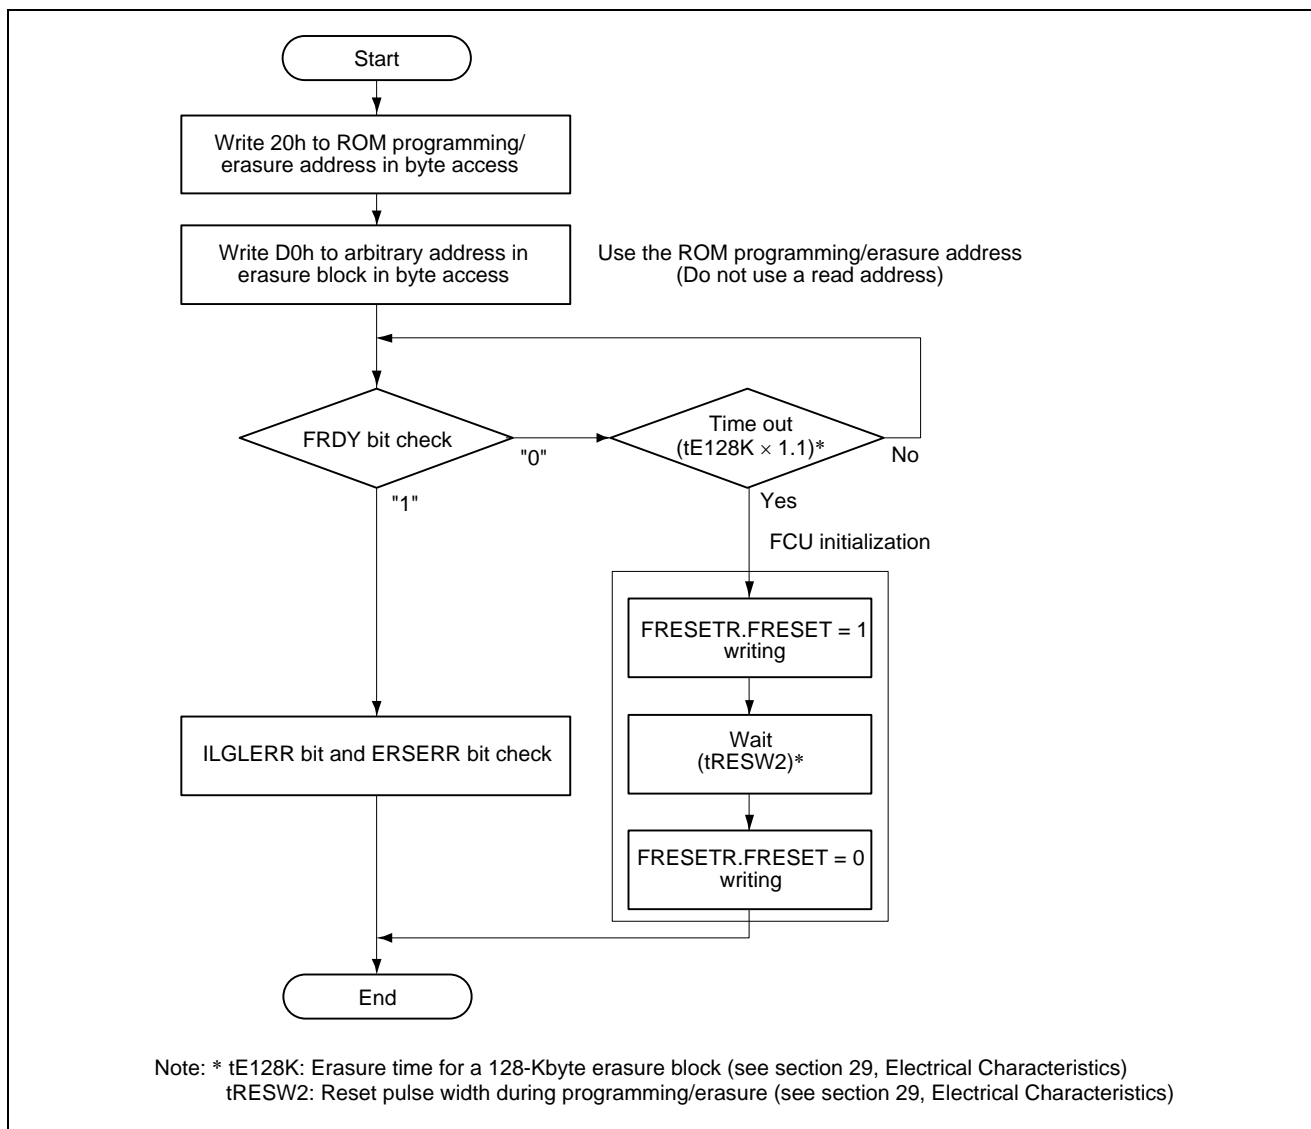 Start
Write 20h to ROM programming/
erasure address in byte access
Write D0h to arbitrary address in
erasure block in byte access
Use the ROM programming/erasure address
(Do not use a read address)
FRDY bit check
"0"
"1"
Time out
(tE128K × 1.1)*
No
Yes
FCU initialization
FRESETR.FRESET = 1
writing
Wait
(tRESW2)*
FRESETR.FRESET = 0
writing
ILGLERR bit and ERSERR bit check
End
Note: * tE128K: Erasure time for a 128-Kbyte erasure block (see section 29, Electrical Characteristics)
tRESW2: Reset pulse width during programming/erasure (see section 29, Electrical Characteristics)